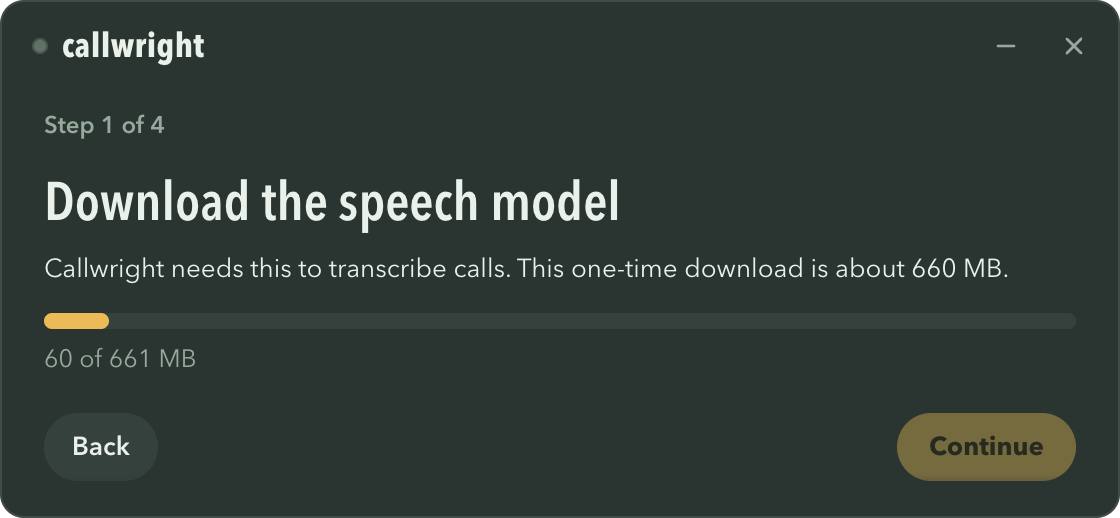 callwright
Step 1 of 4
Download the speech model
Callwright needs this to transcribe calls. This one-time download is about 660 MB.
60 of 661 MB
Back
Continue